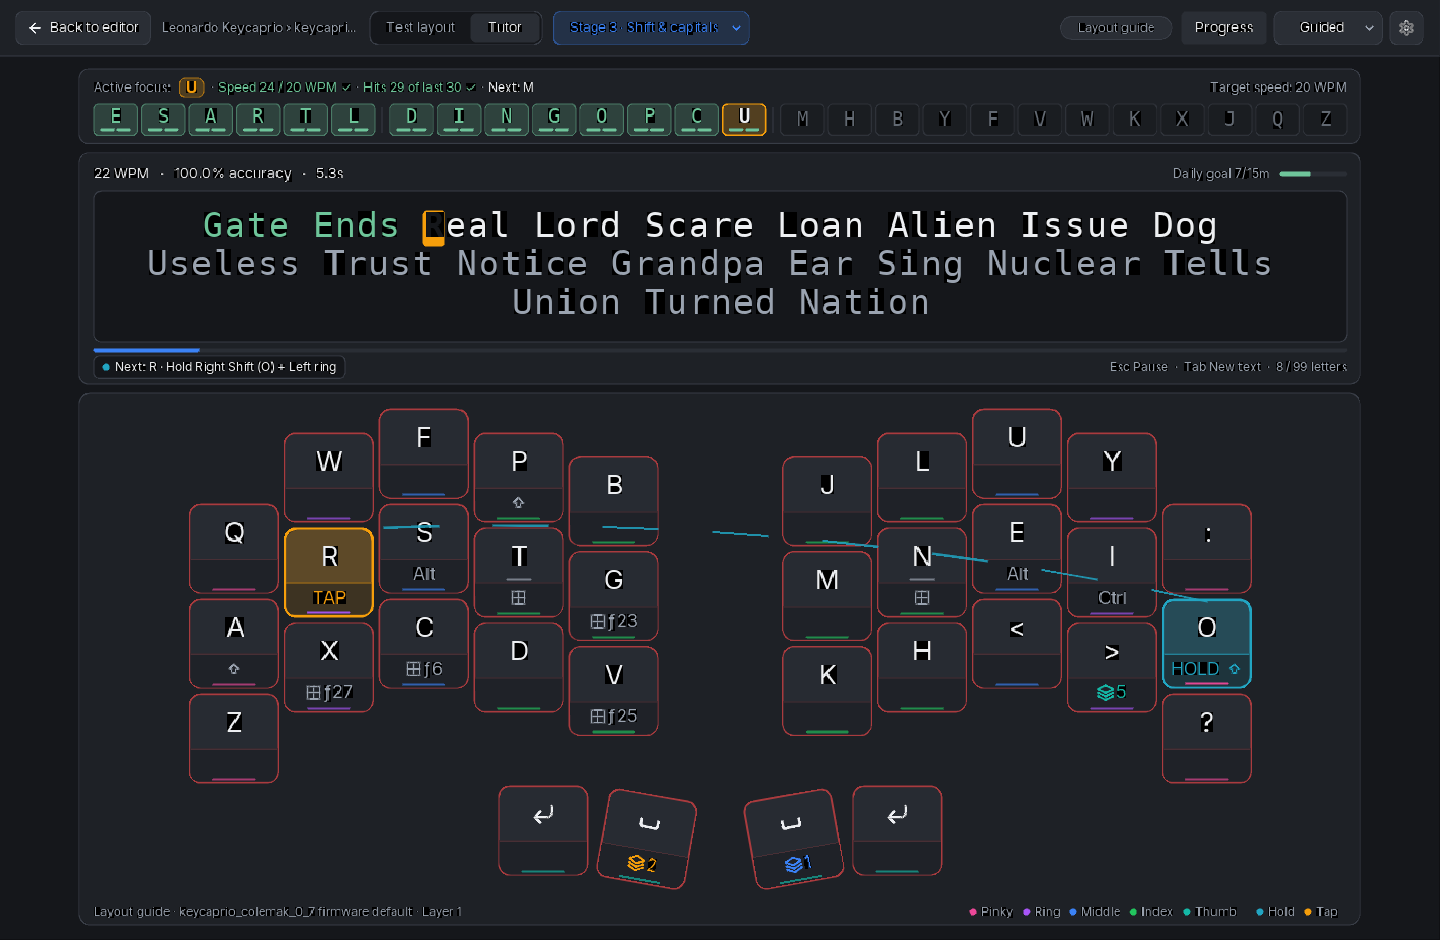 Back to editor
Leonardo Keycaprio › keycapri...
Test layout
Tutor
Stage 3 · Shift & capitals
Layout guide
Progress
Guided
Active focus: U · Speed 24 / 20 WPM ✓ · Hits 29 of last 30 ✓ · Next: M
Target speed: 20 WPM
E S A R T L D I N G O P C U M H B Y F V W K X J Q Z
22 WPM · 100.0% accuracy · 5.3s
Daily goal 7/15m
Gate Ends Real Lord Scare Loan Alien Issue Dog
Useless Trust Notice Grandpa Ear Sing Nuclear Tells
Union Turned Nation
Next: R · Hold Right Shift (O) + Left ring
Esc Pause · Tab New text · 8 / 99 letters
F U
W P L Y
B J
Q S E :
R T N I
Alt Alt
G M
TAP Ctrl
ƒ23
A C < O
X D H >
HOLD
ƒ6
V K
ƒ27 5
ƒ25
Z ?
2 1
Layout guide · keycaprio_colemak_0_7 firmware default · Layer 1
Pinky Ring Middle Index Thumb Hold Tap